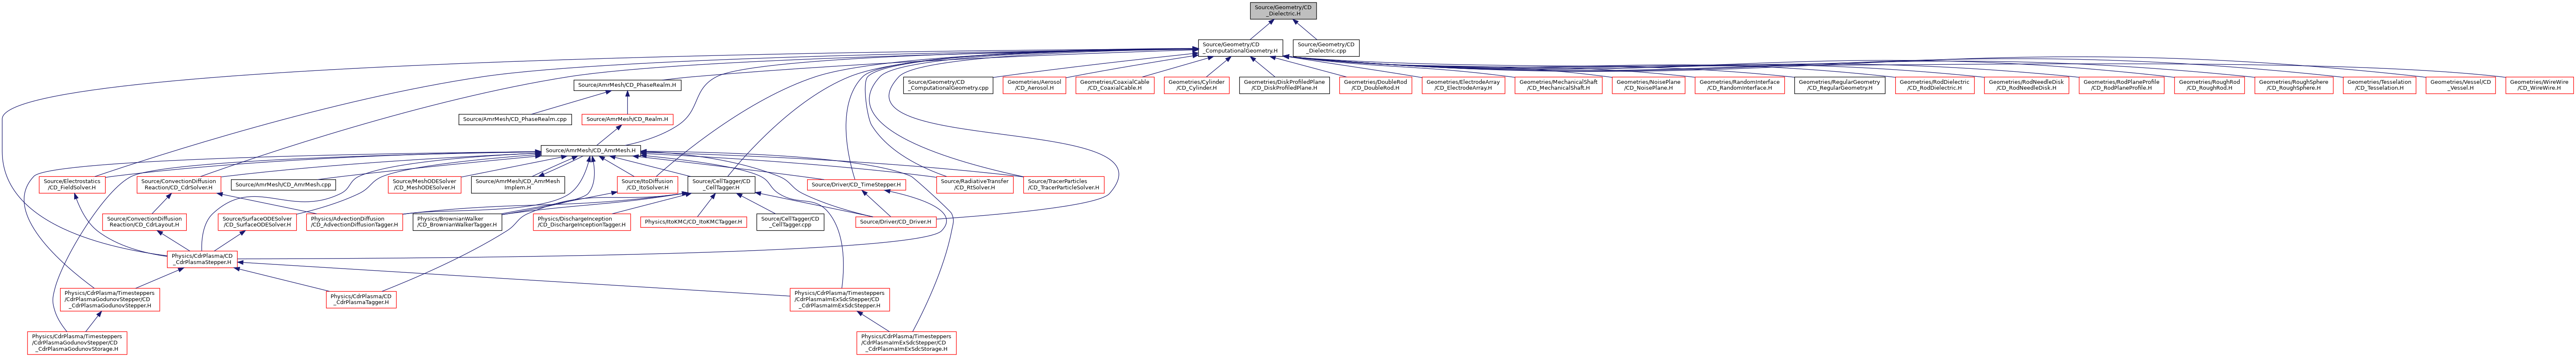 Source/Geometry/CD
_Dielectric.H
Source/Geometry/CD
_ComputationalGeometry.H
Source/Geometry/CD
_Dielectric.cpp
Source/AmrMesh/CD_PhaseRealm.H
Source/Geometry/CD
_ComputationalGeometry.cpp
Geometries/Aerosol
/CD_Aerosol.H
Geometries/CoaxialCable
/CD_CoaxialCable.H
Geometries/Cylinder
/CD_Cylinder.H
Geometries/DiskProfiledPlane
/CD_DiskProfiledPlane.H
Geometries/DoubleRod
/CD_DoubleRod.H
Geometries/ElectrodeArray
/CD_ElectrodeArray.H
Geometries/MechanicalShaft
/CD_MechanicalShaft.H
Geometries/NoisePlane
/CD_NoisePlane.H
Geometries/RandomInterface
/CD_RandomInterface.H
Geometries/RegularGeometry
/CD_RegularGeometry.H
Geometries/RodDielectric
/CD_RodDielectric.H
Geometries/RodNeedleDisk
/CD_RodNeedleDisk.H
Geometries/RodPlaneProfile
/CD_RodPlaneProfile.H
Geometries/RoughRod
/CD_RoughRod.H
Geometries/RoughSphere
/CD_RoughSphere.H
Geometries/Tesselation
/CD_Tesselation.H
Geometries/Vessel/CD
_Vessel.H
Geometries/WireWire
/CD_WireWire.H
Source/AmrMesh/CD_PhaseRealm.cpp
Source/AmrMesh/CD_Realm.H
Source/AmrMesh/CD_AmrMesh.H
Source/Electrostatics
/CD_FieldSolver.H
Source/ConvectionDiffusion
Reaction/CD_CdrSolver.H
Source/AmrMesh/CD_AmrMesh.cpp
Source/MeshODESolver
/CD_MeshODESolver.H
Source/AmrMesh/CD_AmrMesh
Implem.H
Source/ItoDiffusion
/CD_ItoSolver.H
Source/CellTagger/CD
_CellTagger.H
Source/Driver/CD_TimeStepper.H
Source/RadiativeTransfer
/CD_RtSolver.H
Source/TracerParticles
/CD_TracerParticleSolver.H
Source/ConvectionDiffusion
Reaction/CD_CdrLayout.H
Source/SurfaceODESolver
/CD_SurfaceODESolver.H
Physics/AdvectionDiffusion
/CD_AdvectionDiffusionTagger.H
Physics/BrownianWalker
/CD_BrownianWalkerTagger.H
Physics/DischargeInception
/CD_DischargeInceptionTagger.H
Physics/ItoKMC/CD_ItoKMCTagger.H
Source/CellTagger/CD
_CellTagger.cpp
Source/Driver/CD_Driver.H
Physics/CdrPlasma/CD
_CdrPlasmaStepper.H
Physics/CdrPlasma/Timesteppers
/CdrPlasmaGodunovStepper/CD
_CdrPlasmaGodunovStepper.H
Physics/CdrPlasma/CD
_CdrPlasmaTagger.H
Physics/CdrPlasma/Timesteppers
/CdrPlasmaImExSdcStepper/CD
_CdrPlasmaImExSdcStepper.H
Physics/CdrPlasma/Timesteppers
/CdrPlasmaGodunovStepper/CD
_CdrPlasmaGodunovStorage.H
Physics/CdrPlasma/Timesteppers
/CdrPlasmaImExSdcStepper/CD
_CdrPlasmaImExSdcStorage.H